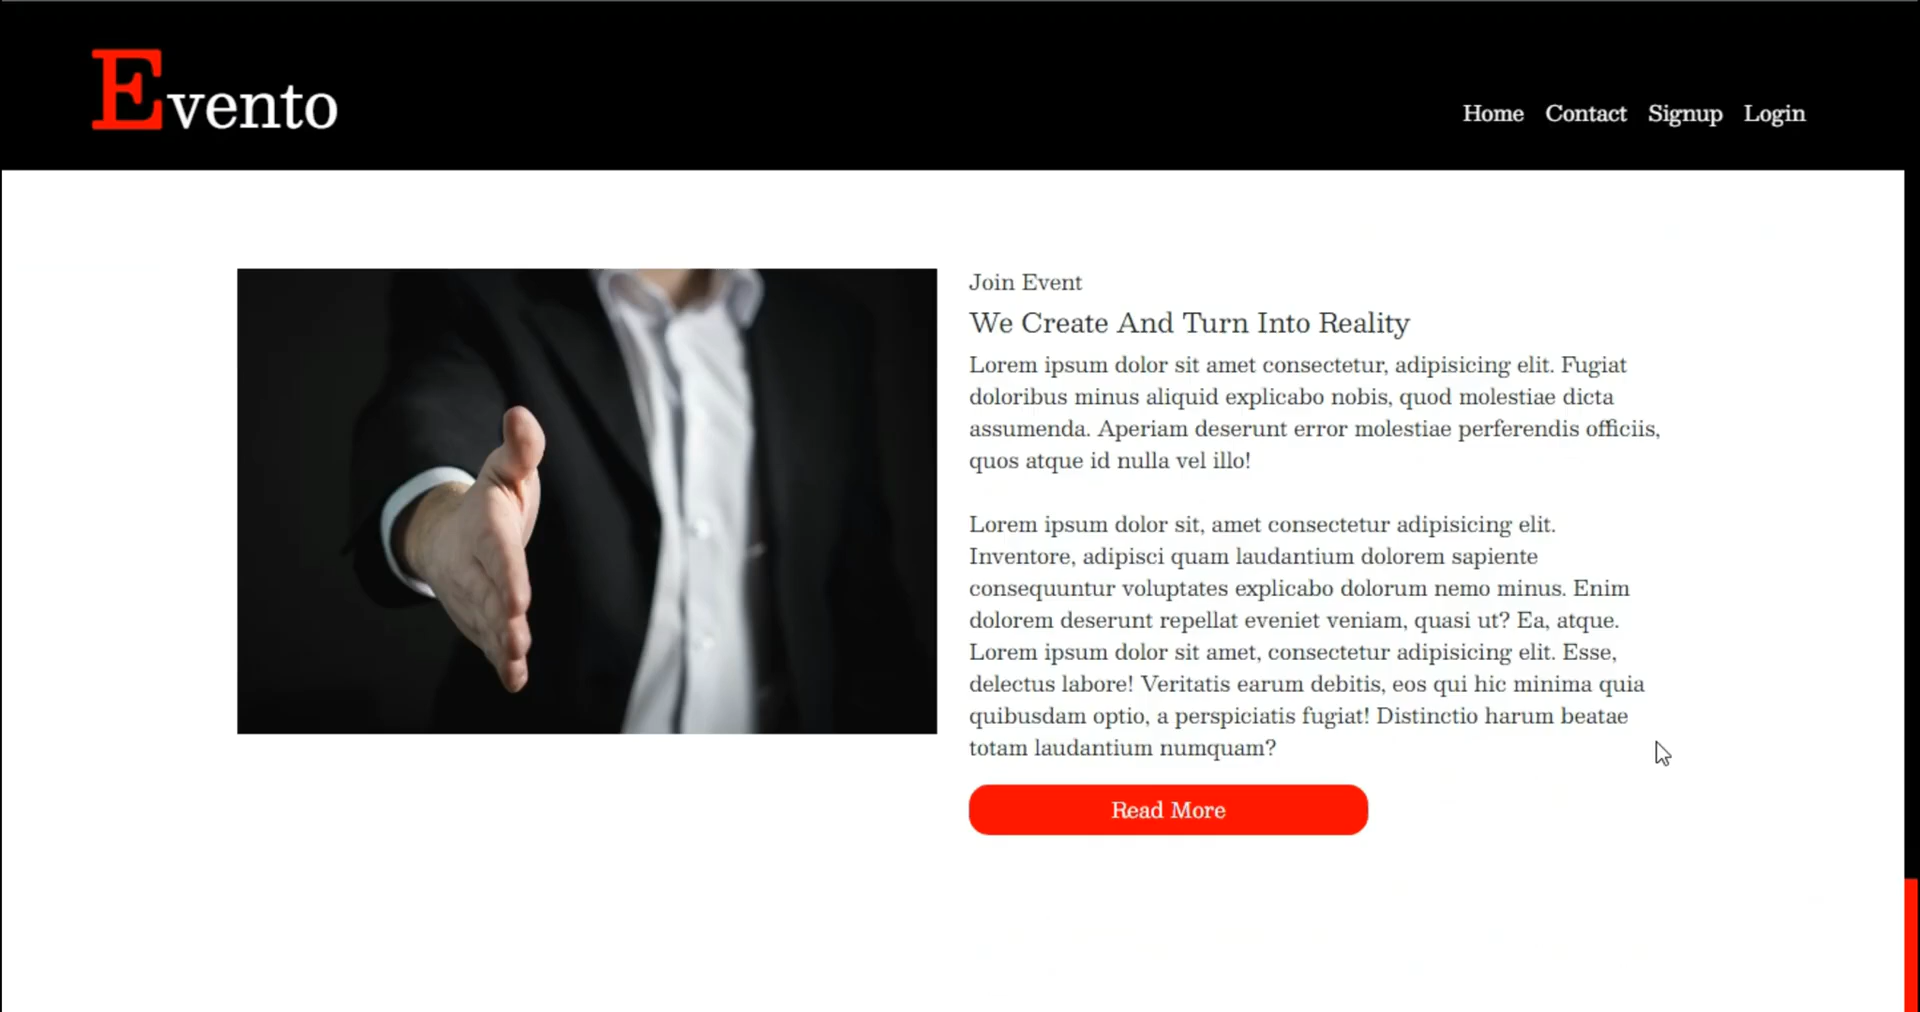 Evento
Home Contact Signup Login
Join Event
We Create And Turn Into Reality
Lorem ipsum dolor sit amet consectetur, adipisicing elit. Fugiat
doloribus minus aliquid explicabo nobis, quod molestiae dicta
assumenda. Aperiam deserunt error molestiae perferendis officiis,
quos atque id nulla vel illo!
Lorem ipsum dolor sit, amet consectetur adipisicing elit.
Inventore, adipisci quam laudantium dolorem sapiente
consequuntur voluptates explicabo dolorum nemo minus. Enim
dolorem deserunt repellat eveniet veniam, quasi ut? Ea, atque.
Lorem ipsum dolor sit amet, consectetur adipisicing elit. Esse,
delectus labore! Veritatis earum debitis, eos qui hic minima quia
quibusdam optio, a perspiciatis fugiat! Distinctio harum beatae
totam laudantium numquam?
Read More